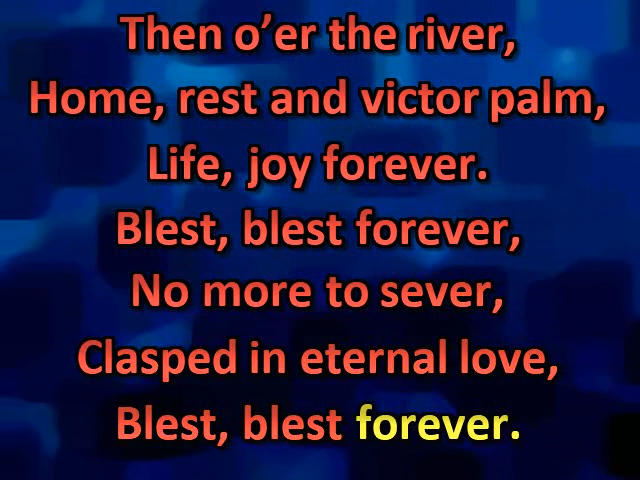 Then o’er the river,
Home, rest and victor palm,
Life, joy forever.
Blest, blest forever,
No more to sever,
Clasped in eternal love,
Blest, blest forever.